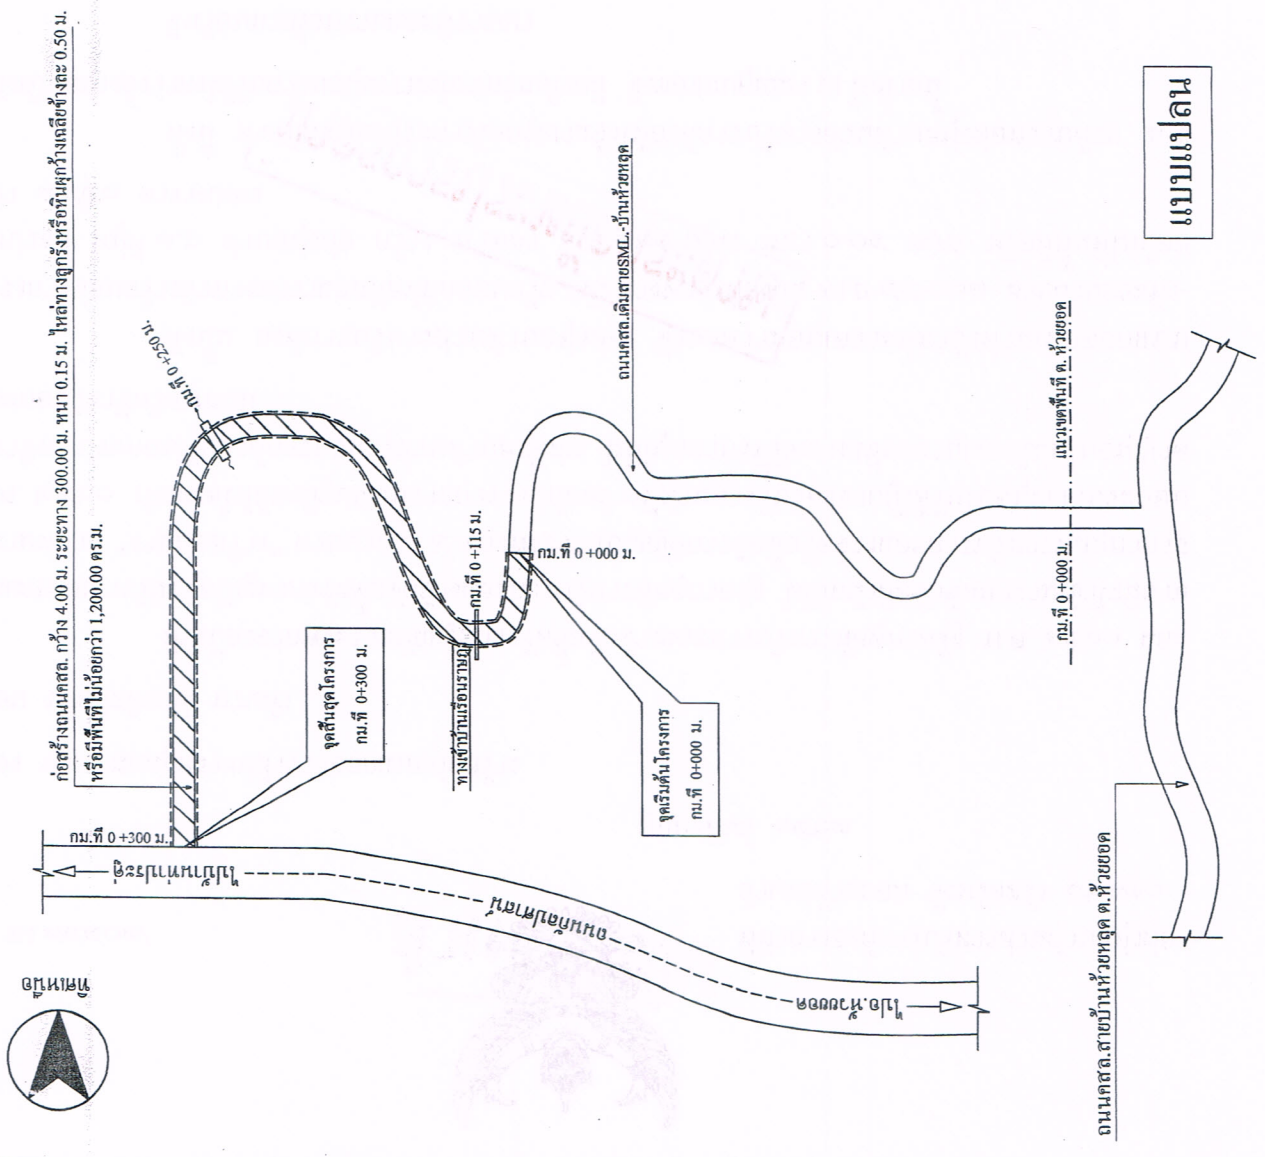 ก่อสร้างถนนคสล. กว้าง 4.00 ม. ระยะทาง 300.00 ม. หนา 0.15 ม. ไหล่ทางลูกรังหรือหินผุกว้างเฉลี่ยข้างละ 0.50 ม.
หรือมีพื้นที่ไม่น้อยกว่า 1,200.00 ตร.ม.
กม.ที่ 0+250 ม.
กม.ที่ 0+300 ม.
จุดสิ้นสุดโครงการ
กม.ที่ 0+300 ม.
ทางเข้าบ้านเรือนราษฎร
กม.ที่ 0+115 ม.
กม.ที่ 0+000 ม.
จุดเริ่มต้นโครงการ
กม.ที่ 0+000 ม.
ถนนคสล.เดิมสายSML.-บ้านห้วยหลุด
กม.ที่ 0+000 ม.
แนวเขตพื้นที่ ต. ห้วยยอด
ถนนคสล.สายบ้านห้วยหลุด ต.ห้วยยอด
แบบแปลน
ไปบ้านท่าประดู่
ถนนศิลปศาสน์
ไปอ.ห้วยยอด
ทิศเหนือ